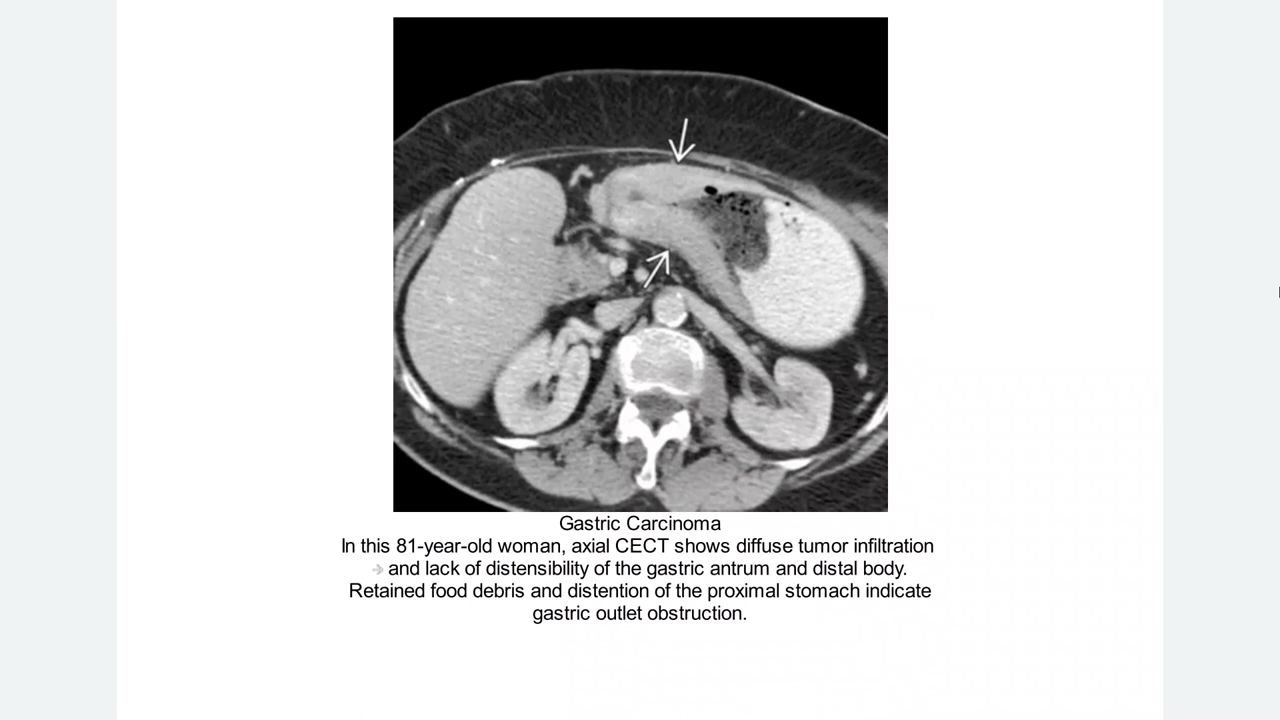 Gastric Carcinoma
In this 81-year-old woman, axial CECT shows diffuse tumor infiltration
and lack of distensibility of the gastric antrum and distal body.
Retained food debris and distention of the proximal stomach indicate
gastric outlet obstruction.